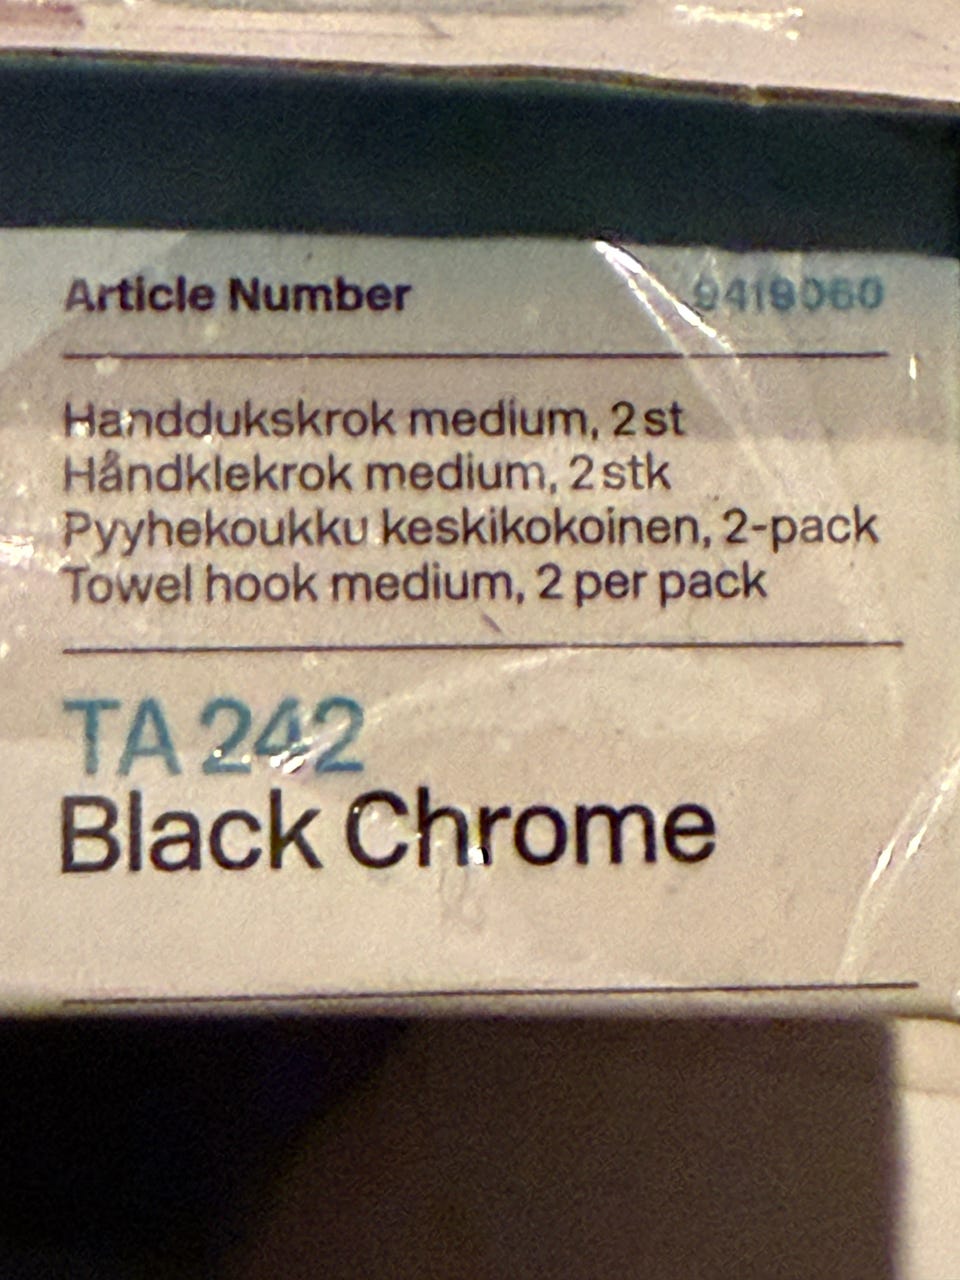 Article Number 9419060
Handdukskrok medium, 2 st
Håndklekrok medium, 2 stk
Pyyhekoukku keskikokoinen, 2-pack
Towel hook medium, 2 per pack
TA 242
Black Chrome